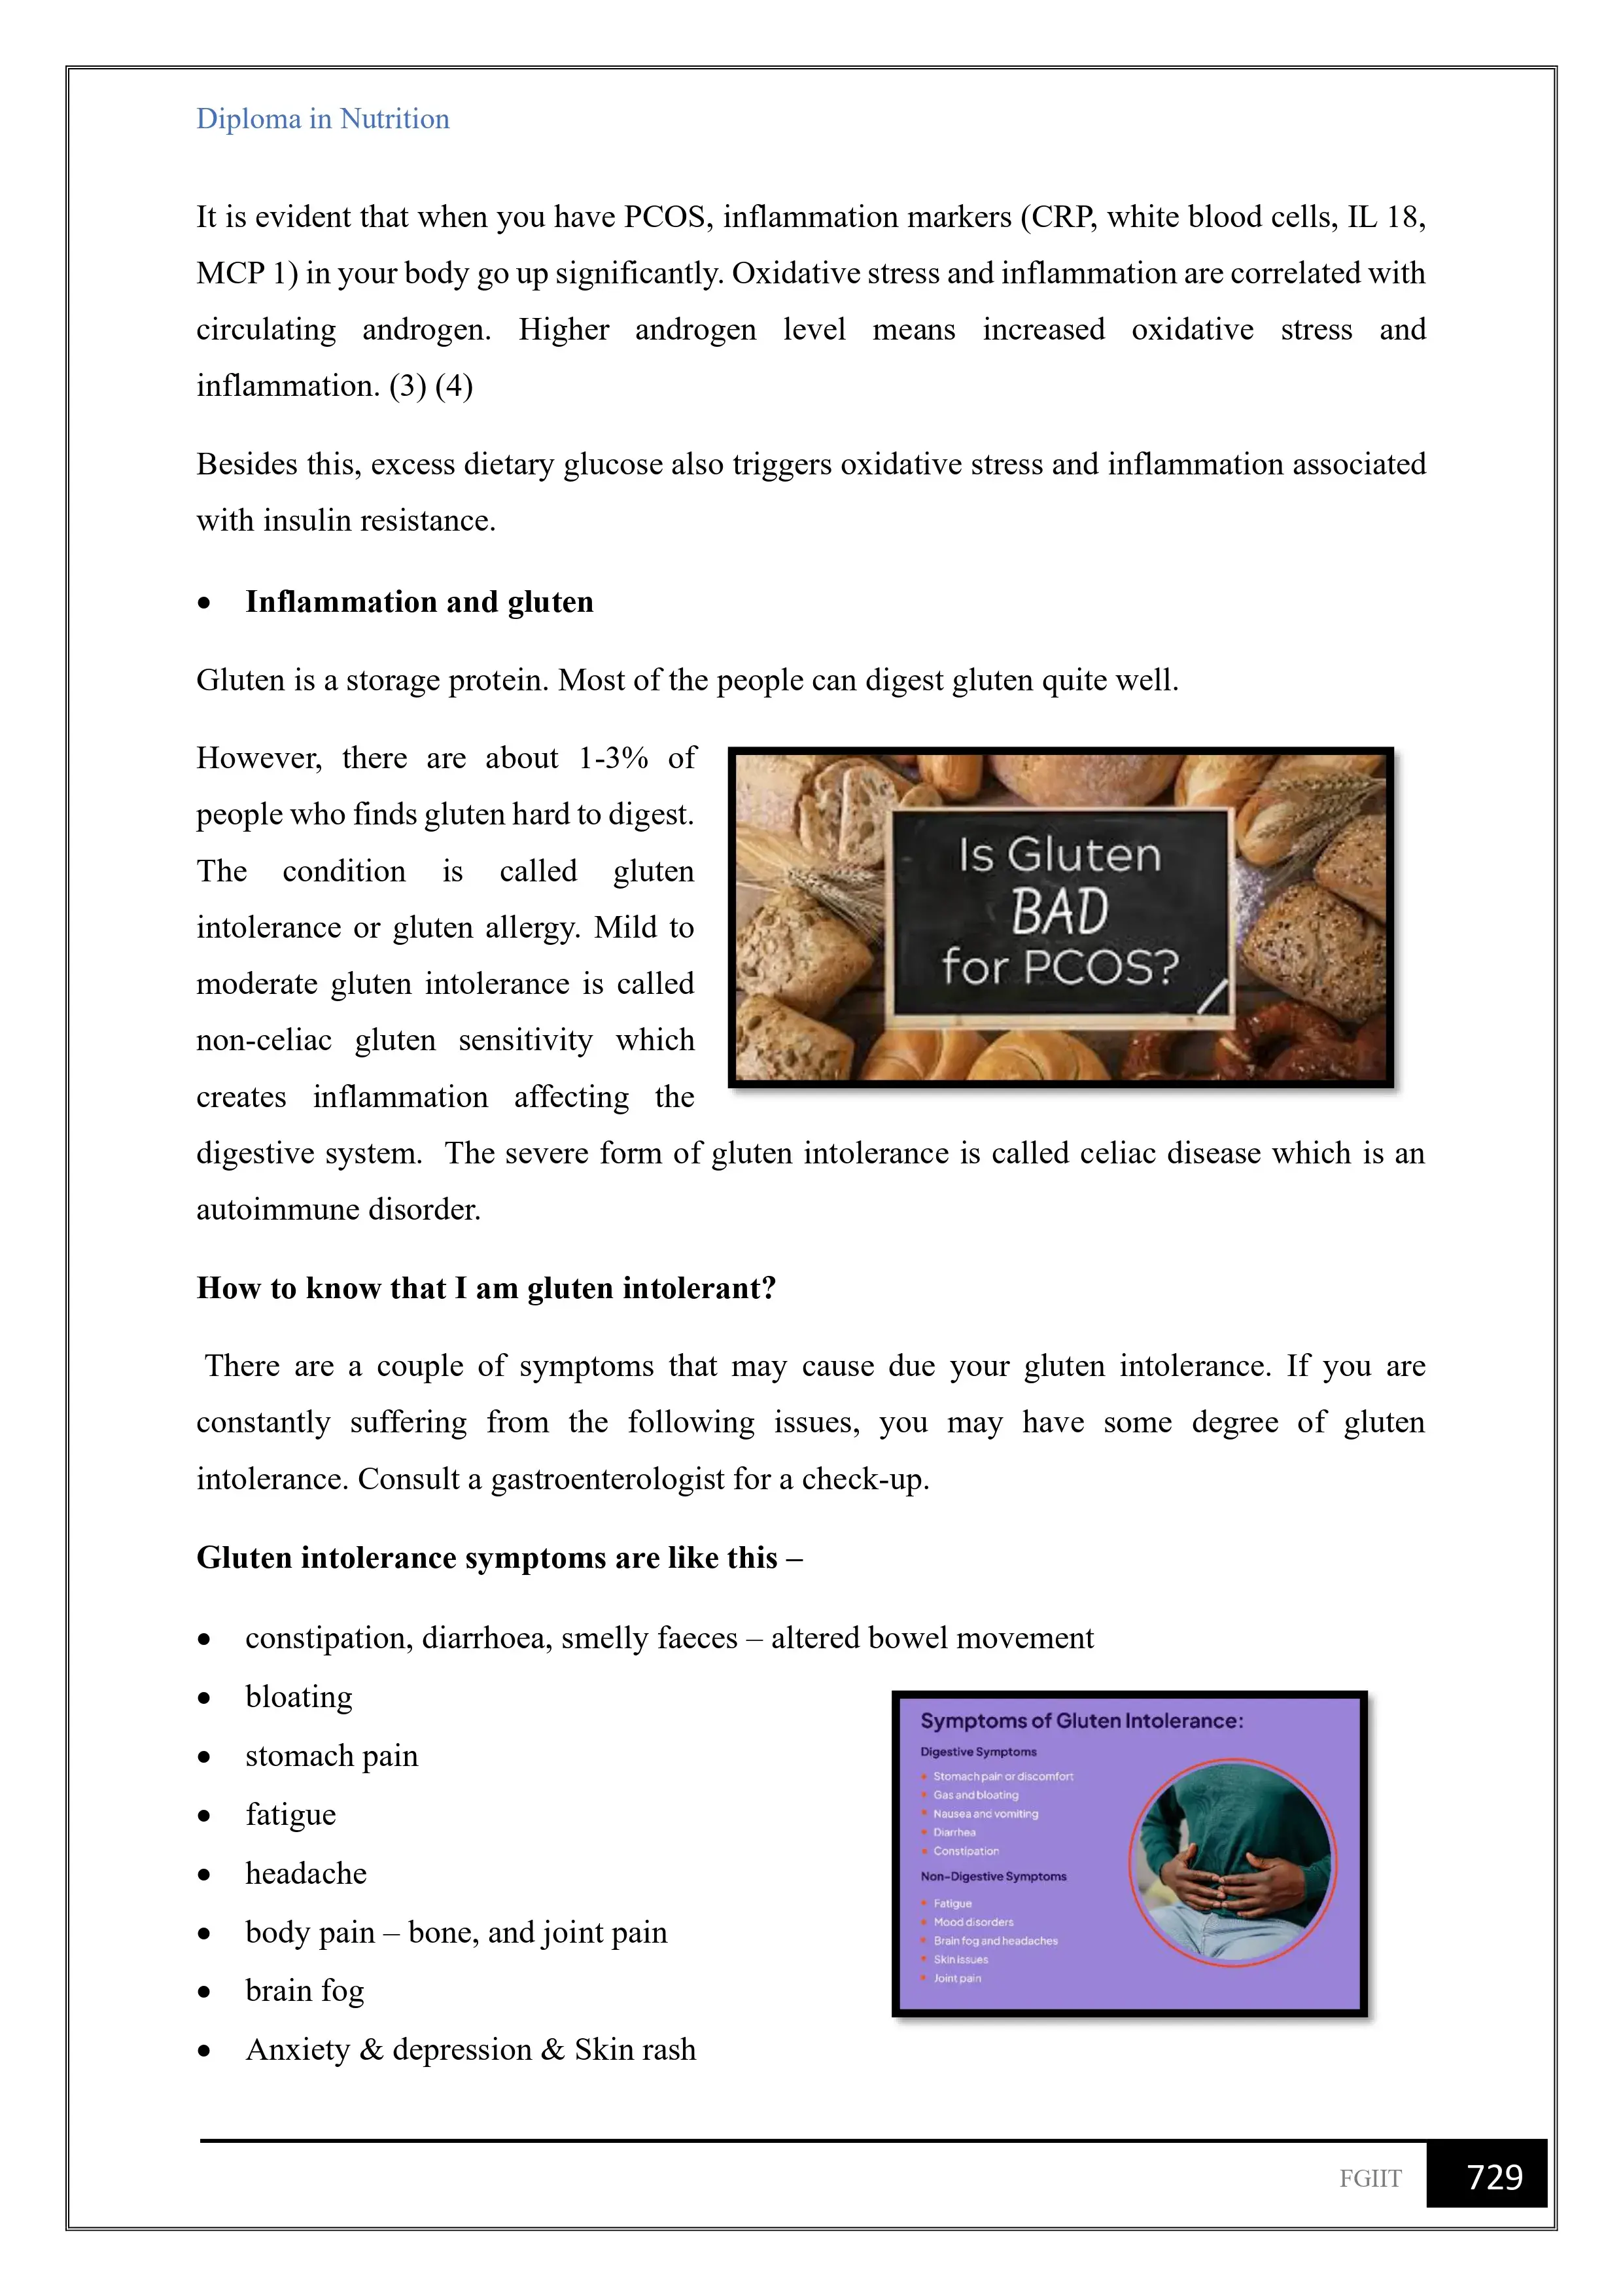 Diploma in Nutrition
It is evident that when you have PCOS, inflammation markers (CRP, white blood cells, IL 18,
MCP 1) in your body go up significantly. Oxidative stress and inflammation are correlated with
circulating androgen. Higher androgen level means increased oxidative stress and
inflammation. (3) (4)
Besides this, excess dietary glucose also triggers oxidative stress and inflammation associated
with insulin resistance.
• Inflammation and gluten
Gluten is a storage protein. Most of the people can digest gluten quite well.
However, there are about 1-3% of
people who finds gluten hard to digest.
The condition is called gluten
intolerance or gluten allergy. Mild to
moderate gluten intolerance is called
non-celiac gluten sensitivity which
creates inflammation affecting the
digestive system. The severe form of gluten intolerance is called celiac disease which is an
autoimmune disorder.
Is Gluten
BAD
for PCOS?
How to know that I am gluten intolerant?
There are a couple of symptoms that may cause due your gluten intolerance. If you are
constantly suffering from the following issues, you may have some degree of gluten
intolerance. Consult a gastroenterologist for a check-up.
Gluten intolerance symptoms are like this –
• constipation, diarrhoea, smelly faeces – altered bowel movement
• bloating
• stomach pain
• fatigue
• headache
• body pain – bone, and joint pain
• brain fog
• Anxiety & depression & Skin rash
Symptoms of Gluten Intolerance:
Digestive Symptoms
• Stomach pain or discomfort
• Gas and bloating
• Nausea and vomiting
• Diarrhea
• Constipation
Non-Digestive Symptoms
• Fatigue
• Mood disorders
• Brain fog and headaches
• Skin issues
• Joint pain
FGIIT 729